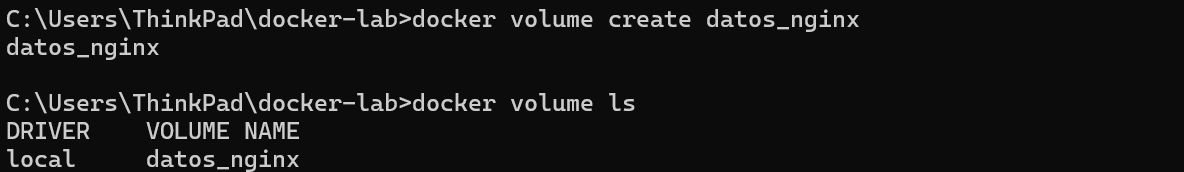 C:\Users\ThinkPad\docker-lab>docker volume create datos_nginx
datos_nginx
C:\Users\ThinkPad\docker-lab>docker volume ls
DRIVER    VOLUME NAME
local     datos_nginx